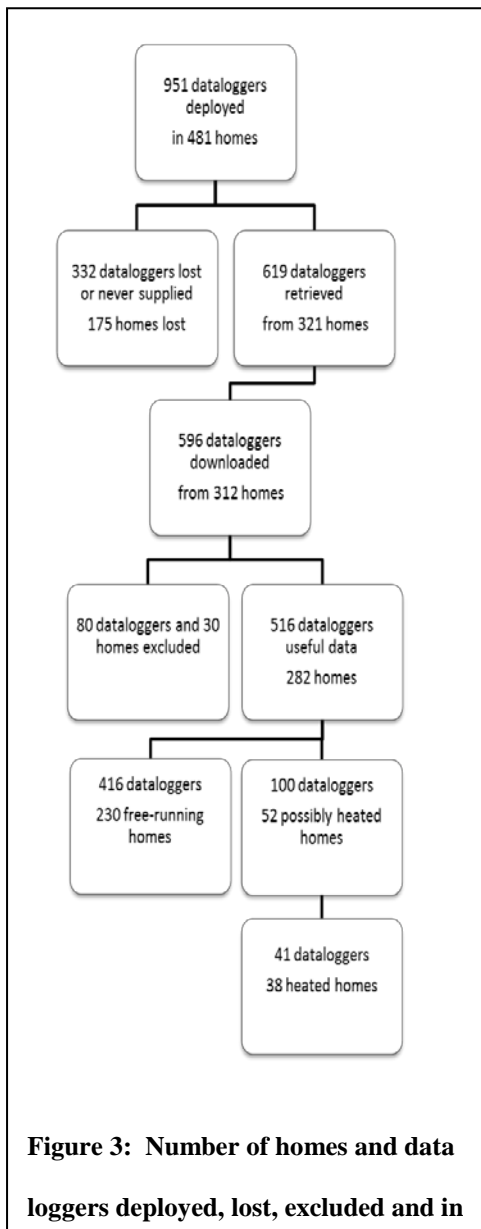 951 dataloggers
deployed
in 481 homes
332 dataloggers lost
or never supplied
175 homes lost
619 dataloggers
retrieved
from 321 homes
596 dataloggers
downloaded
from 312 homes
80 dataloggers and 30
homes excluded
516 dataloggers
useful data
282 homes
416 dataloggers
230 free-running
homes
100 dataloggers
52 possibly heated
homes
41 dataloggers
38 heated homes
Figure 3: Number of homes and data
loggers deployed, lost, excluded and in